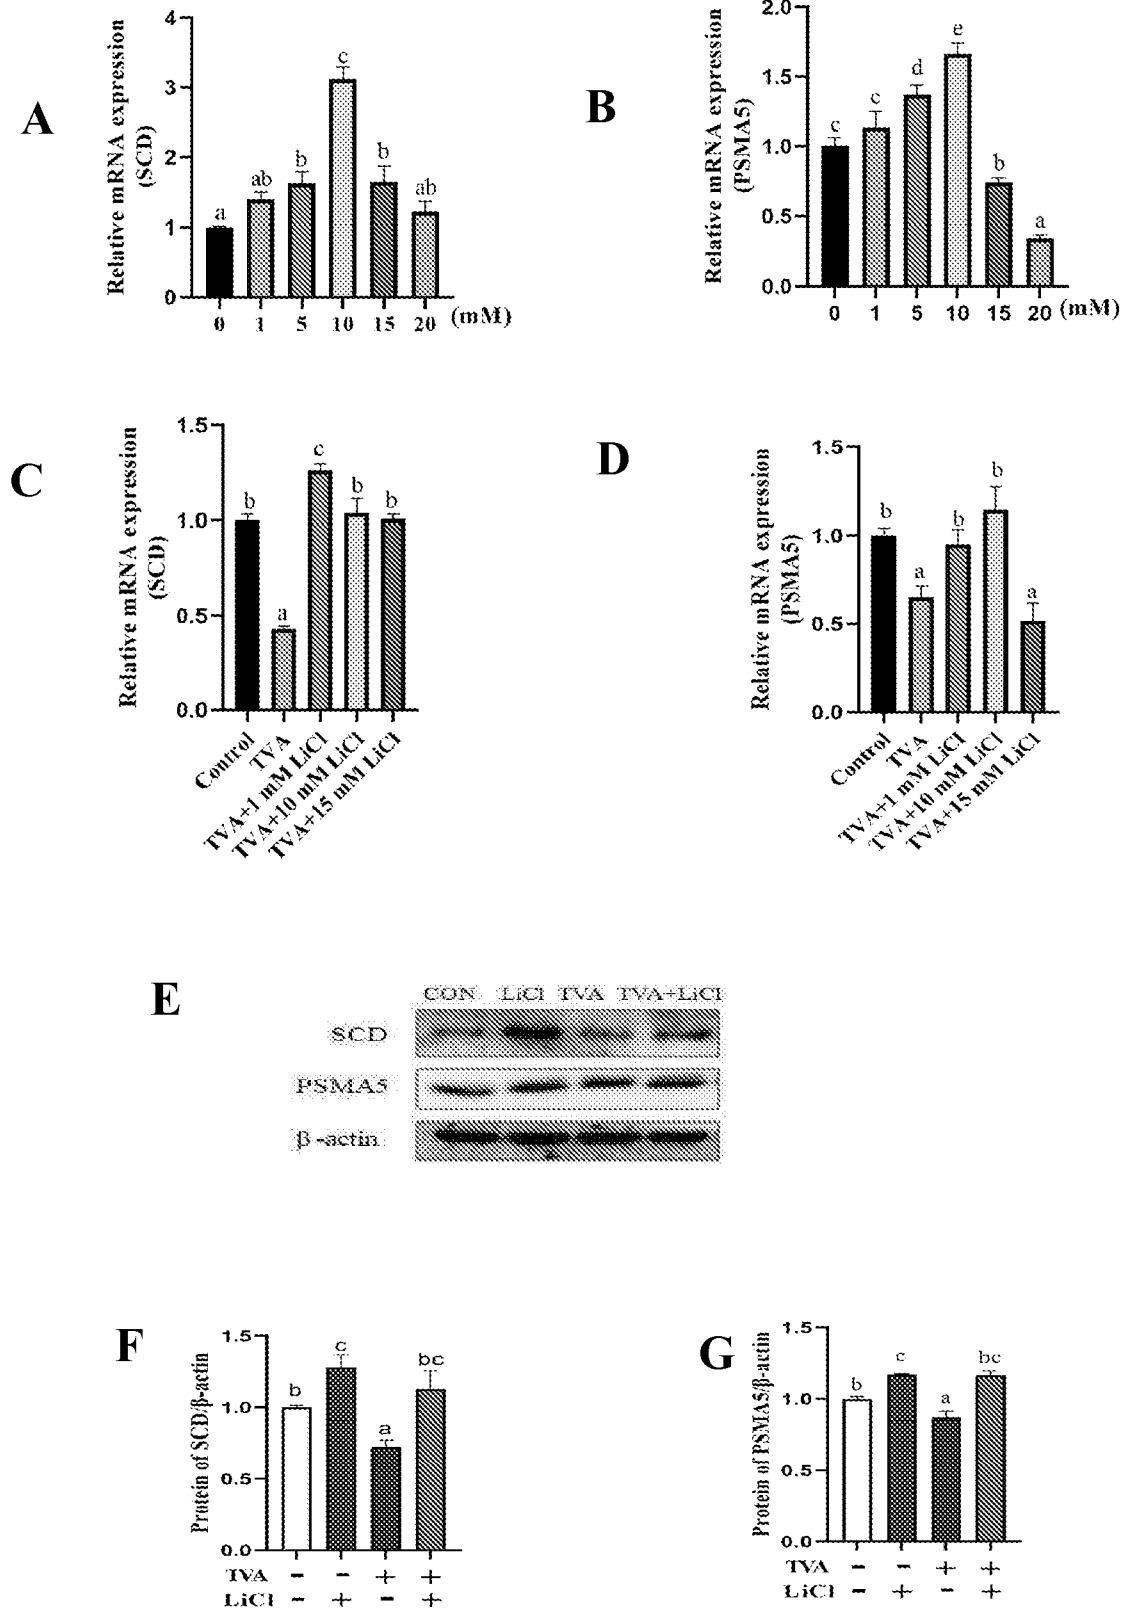 A
Relative mRNA expression
(SCD)
4
3
2
1
0
a
ab
b
c
b
ab
0 1 5 10 15 20 (mM)
B
Relative mRNA expression
(PSMA5)
2.0
1.5
1.0
0.5
0.0
c
c
d
e
b
a
0 1 5 10 15 20 (mM)
C
Relative mRNA expression
(SCD)
1.5
1.0
0.5
0.0
b
a
c
b
b
Control
TVA
TVA+1 mM LiCl
TVA+10 mM LiCl
TVA+15 mM LiCl
D
Relative mRNA expression
(PSMA5)
1.5
1.0
0.5
0.0
b
a
b
b
a
Control
TVA
TVA+1 mM LiCl
TVA+10 mM LiCl
TVA+15 mM LiCl
E
CON LiCl TVA TVA+LiCl
SCD
PSMA5
β-actin
F
Protein of SCD/β-actin
1.5
1.0
0.5
0.0
b
c
a
bc
TVA - - + +
LiCl - + - +
G
Protein of PSMA5/β-actin
1.5
1.0
0.5
0.0
b
c
a
bc
TVA - - + +
LiCl - + - +